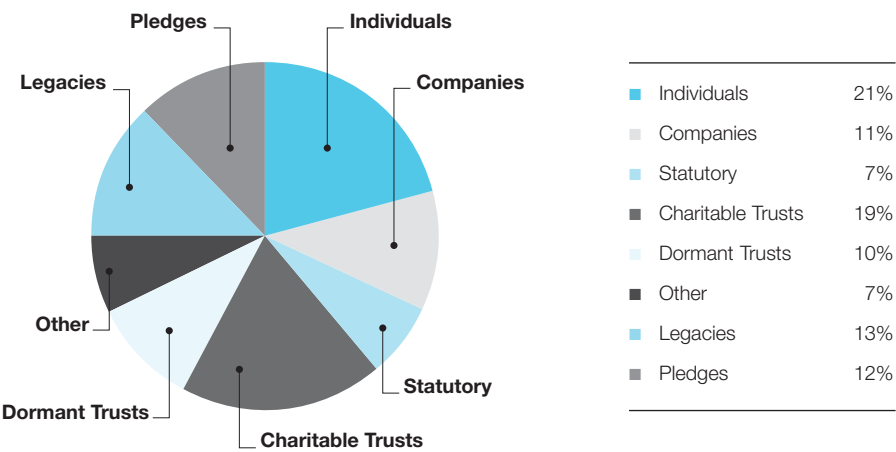 Pledges
Individuals
Legacies
Companies
Other
Statutory
Dormant Trusts
Charitable Trusts
Individuals 21%
Companies 11%
Statutory 7%
Charitable Trusts 19%
Dormant Trusts 10%
Other 7%
Legacies 13%
Pledges 12%